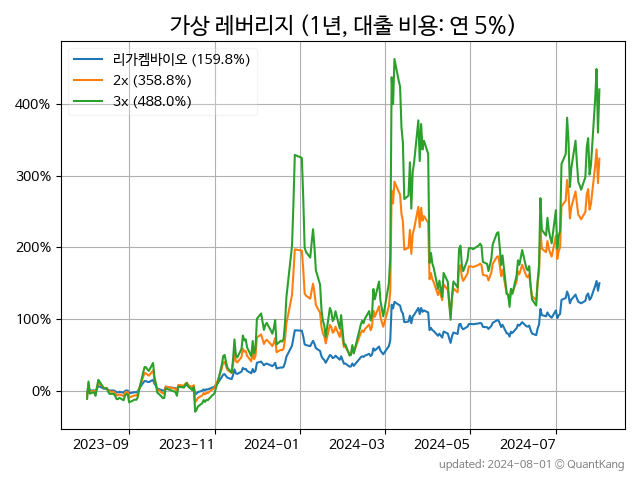 가상 레버리지 (1년, 대출 비용: 연 5%)
리가켐바이오 (159.8%)
2x (358.8%)
3x (488.0%)
400%
300%
200%
100%
0%
2023-09
2023-11
2024-01
2024-03
2024-05
2024-07
updated: 2024-08-01 © QuantKang